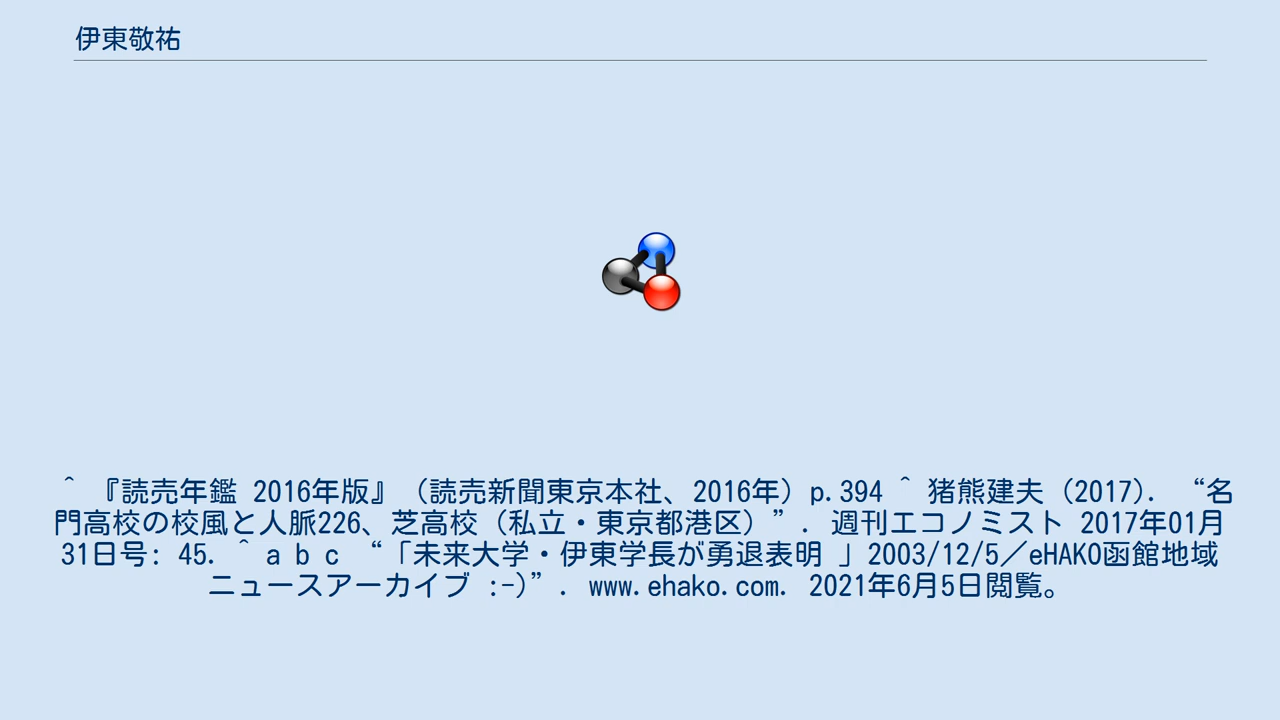 伊東敬祐
^ 『読売年鑑 2016年版』（読売新聞東京本社、2016年）p.394 ^ 猪熊建夫 (2017). “名
門高校の校風と人脈226、芝高校（私立・東京都港区）”. 週刊エコノミスト 2017年01月
31日号: 45. ^ a b c “「未来大学・伊東学長が勇退表明 」2003/12/5／eHAKO函館地域
ニュースアーカイブ :-)”. www.ehako.com. 2021年6月5日閲覧。